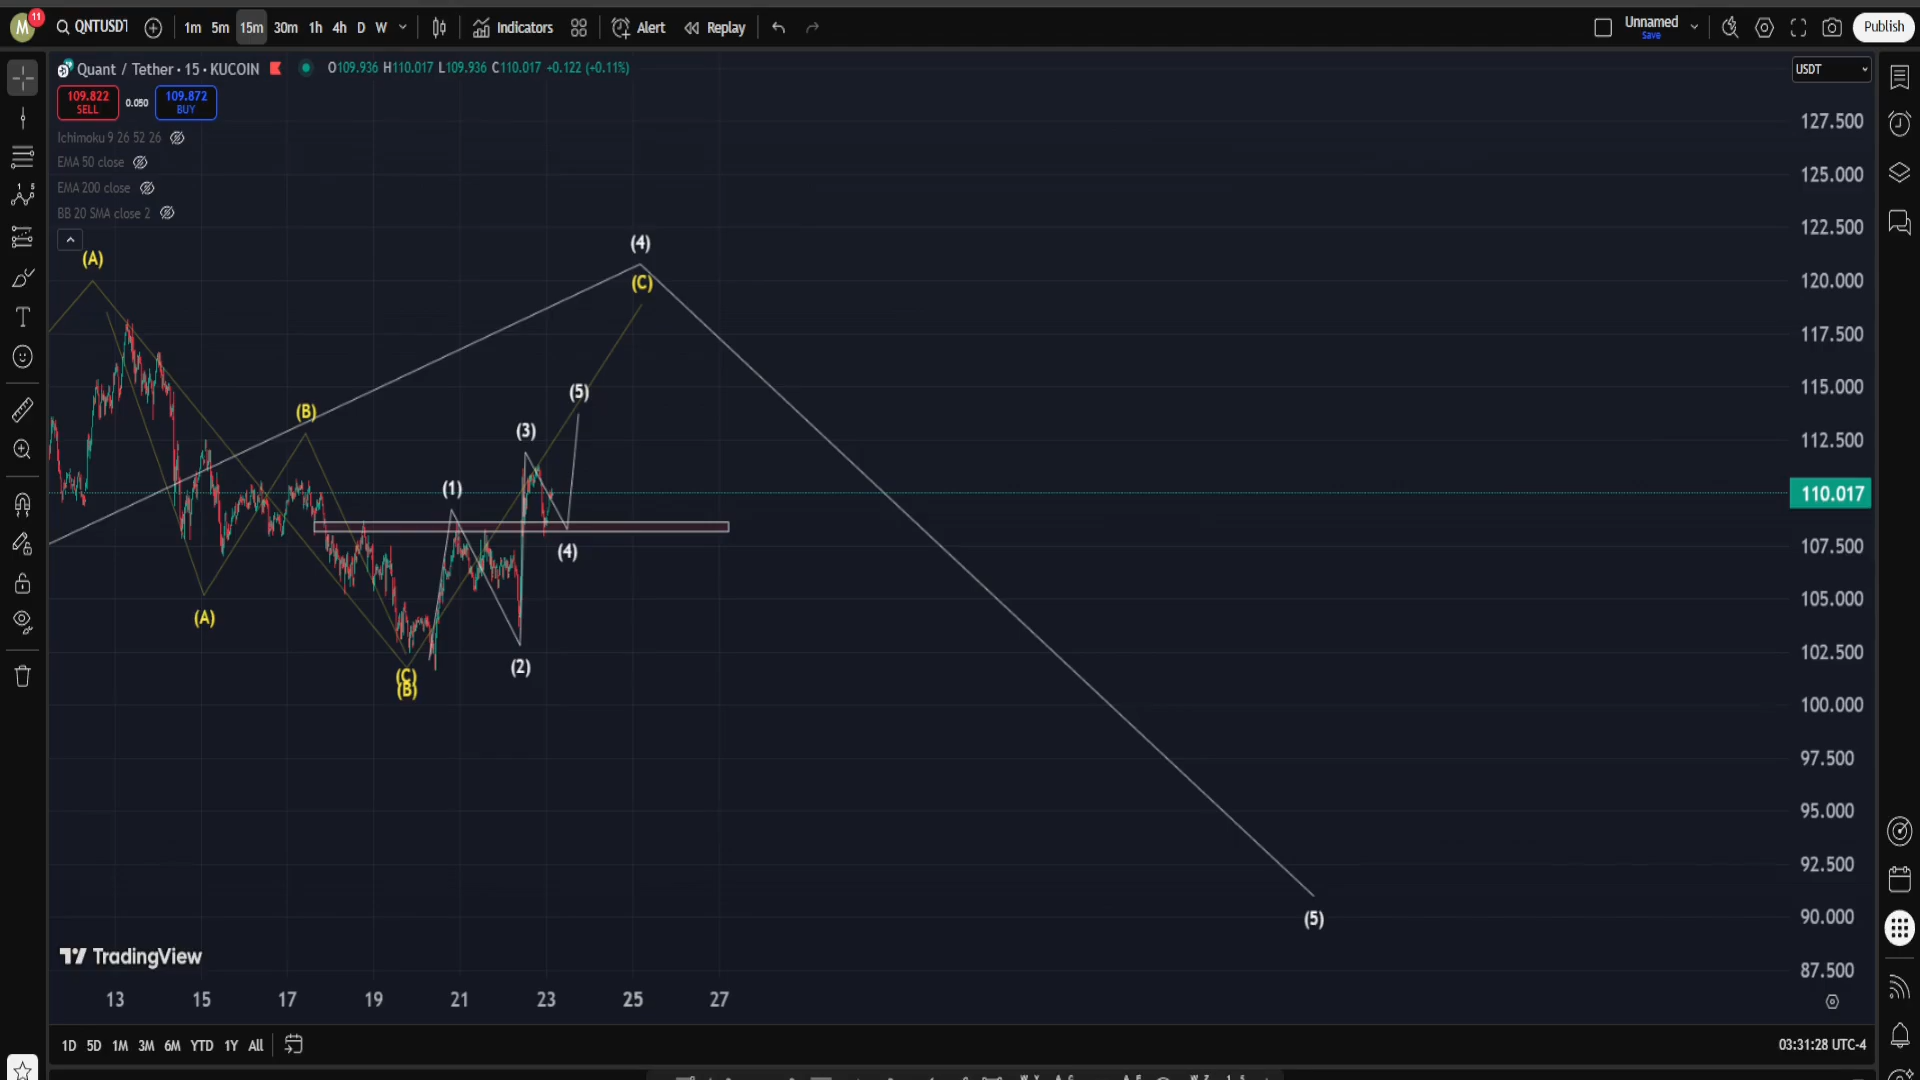 M 11 QNTUSDT 1m 5m 15m 30m 1h 4h D W Indicators Alert Replay Unnamed Save Publish
Quant / Tether · 15 · KUCOIN O109.936 H110.017 L109.936 C110.017 +0.122 (+0.11%)
USDT
109.822 SELL 0.050 109.872 BUY
Ichimoku 9 26 52 26
EMA 50 close
EMA 200 close
BB 20 SMA close 2
127.500
125.000
122.500
120.000
117.500
115.000
112.500
110.017
107.500
105.000
102.500
100.000
97.500
95.000
92.500
90.000
87.500
(4)
(A)
(C)
(5)
(B)
(3)
(1)
(4)
(A)
(2)
(C)
(B)
(5)
TradingView
13 15 17 19 21 23 25 27
1D 5D 1M 3M 6M YTD 1Y All 03:31:28 UTC-4